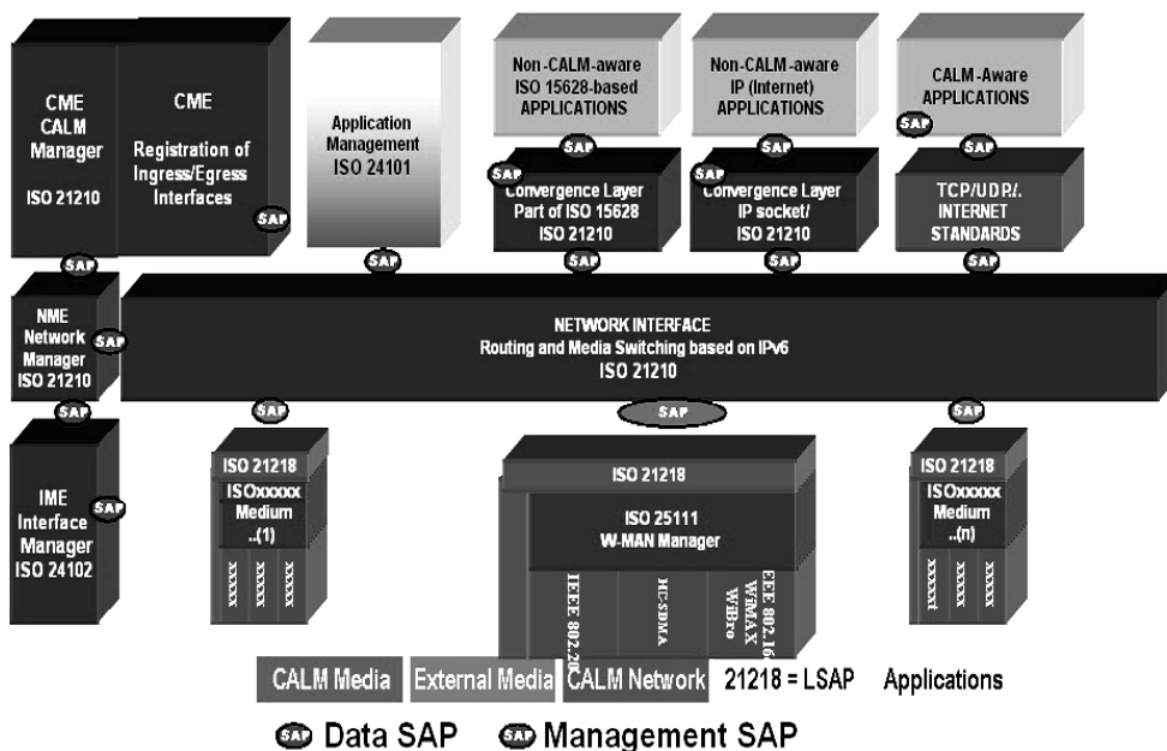 CME
CALM
Manager
ISO 21210
CME
Registration of
Ingress/Egress
Interfaces
SAP
Application
Management
ISO 24101
Non-CALM-aware
ISO 15628-based
APPLICATIONS
Non-CALM-aware
IP (Internet)
APPLICATIONS
CALM-Aware
APPLICATIONS
SAP
SAP
SAP
SAP
SAP
Convergence Layer
Part of ISO 15628
ISO 21210
SAP
Convergence Layer
IP socket/
ISO 21210
TCP/UDP/.
INTERNET
STANDARDS
SAP
SAP
SAP
SAP
SAP
NME
Network
Manager
ISO 21210
SAP
NETWORK INTERFACE
Routing and Media Switching based on IPv6
ISO 21210
SAP
SAP
SAP
SAP
IME
Interface
Manager
ISO 24102
SAP
ISO 21218
ISOxxxxx
Medium
..(1)
xxxxx
xxxxx
xxxxx
ISO 21218
ISO 25111
W-MAN Manager
IEEE 802.20
HC-SDMA
EEE 802.16
WiMAX
WiBro
ISO 21218
ISOxxxxx
Medium
..(n)
xxxxxf
xxxxx
xxxxx
CALM Media
External Media
CALM Network
21218 = LSAP
Applications
SAP Data SAP
SAP Management SAP